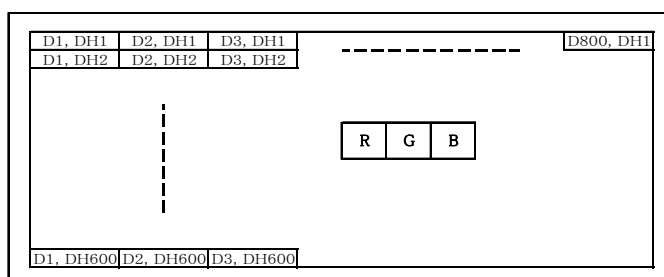 D1, DH1 D2, DH1 D3, DH1 D800, DH1
D1, DH2 D2, DH2 D3, DH2
R G B
D1, DH600 D2, DH600 D3, DH600